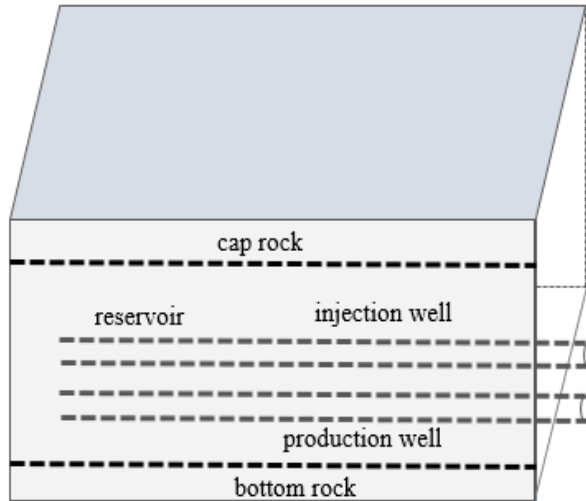 cap rock
reservoir
injection well
production well
bottom rock